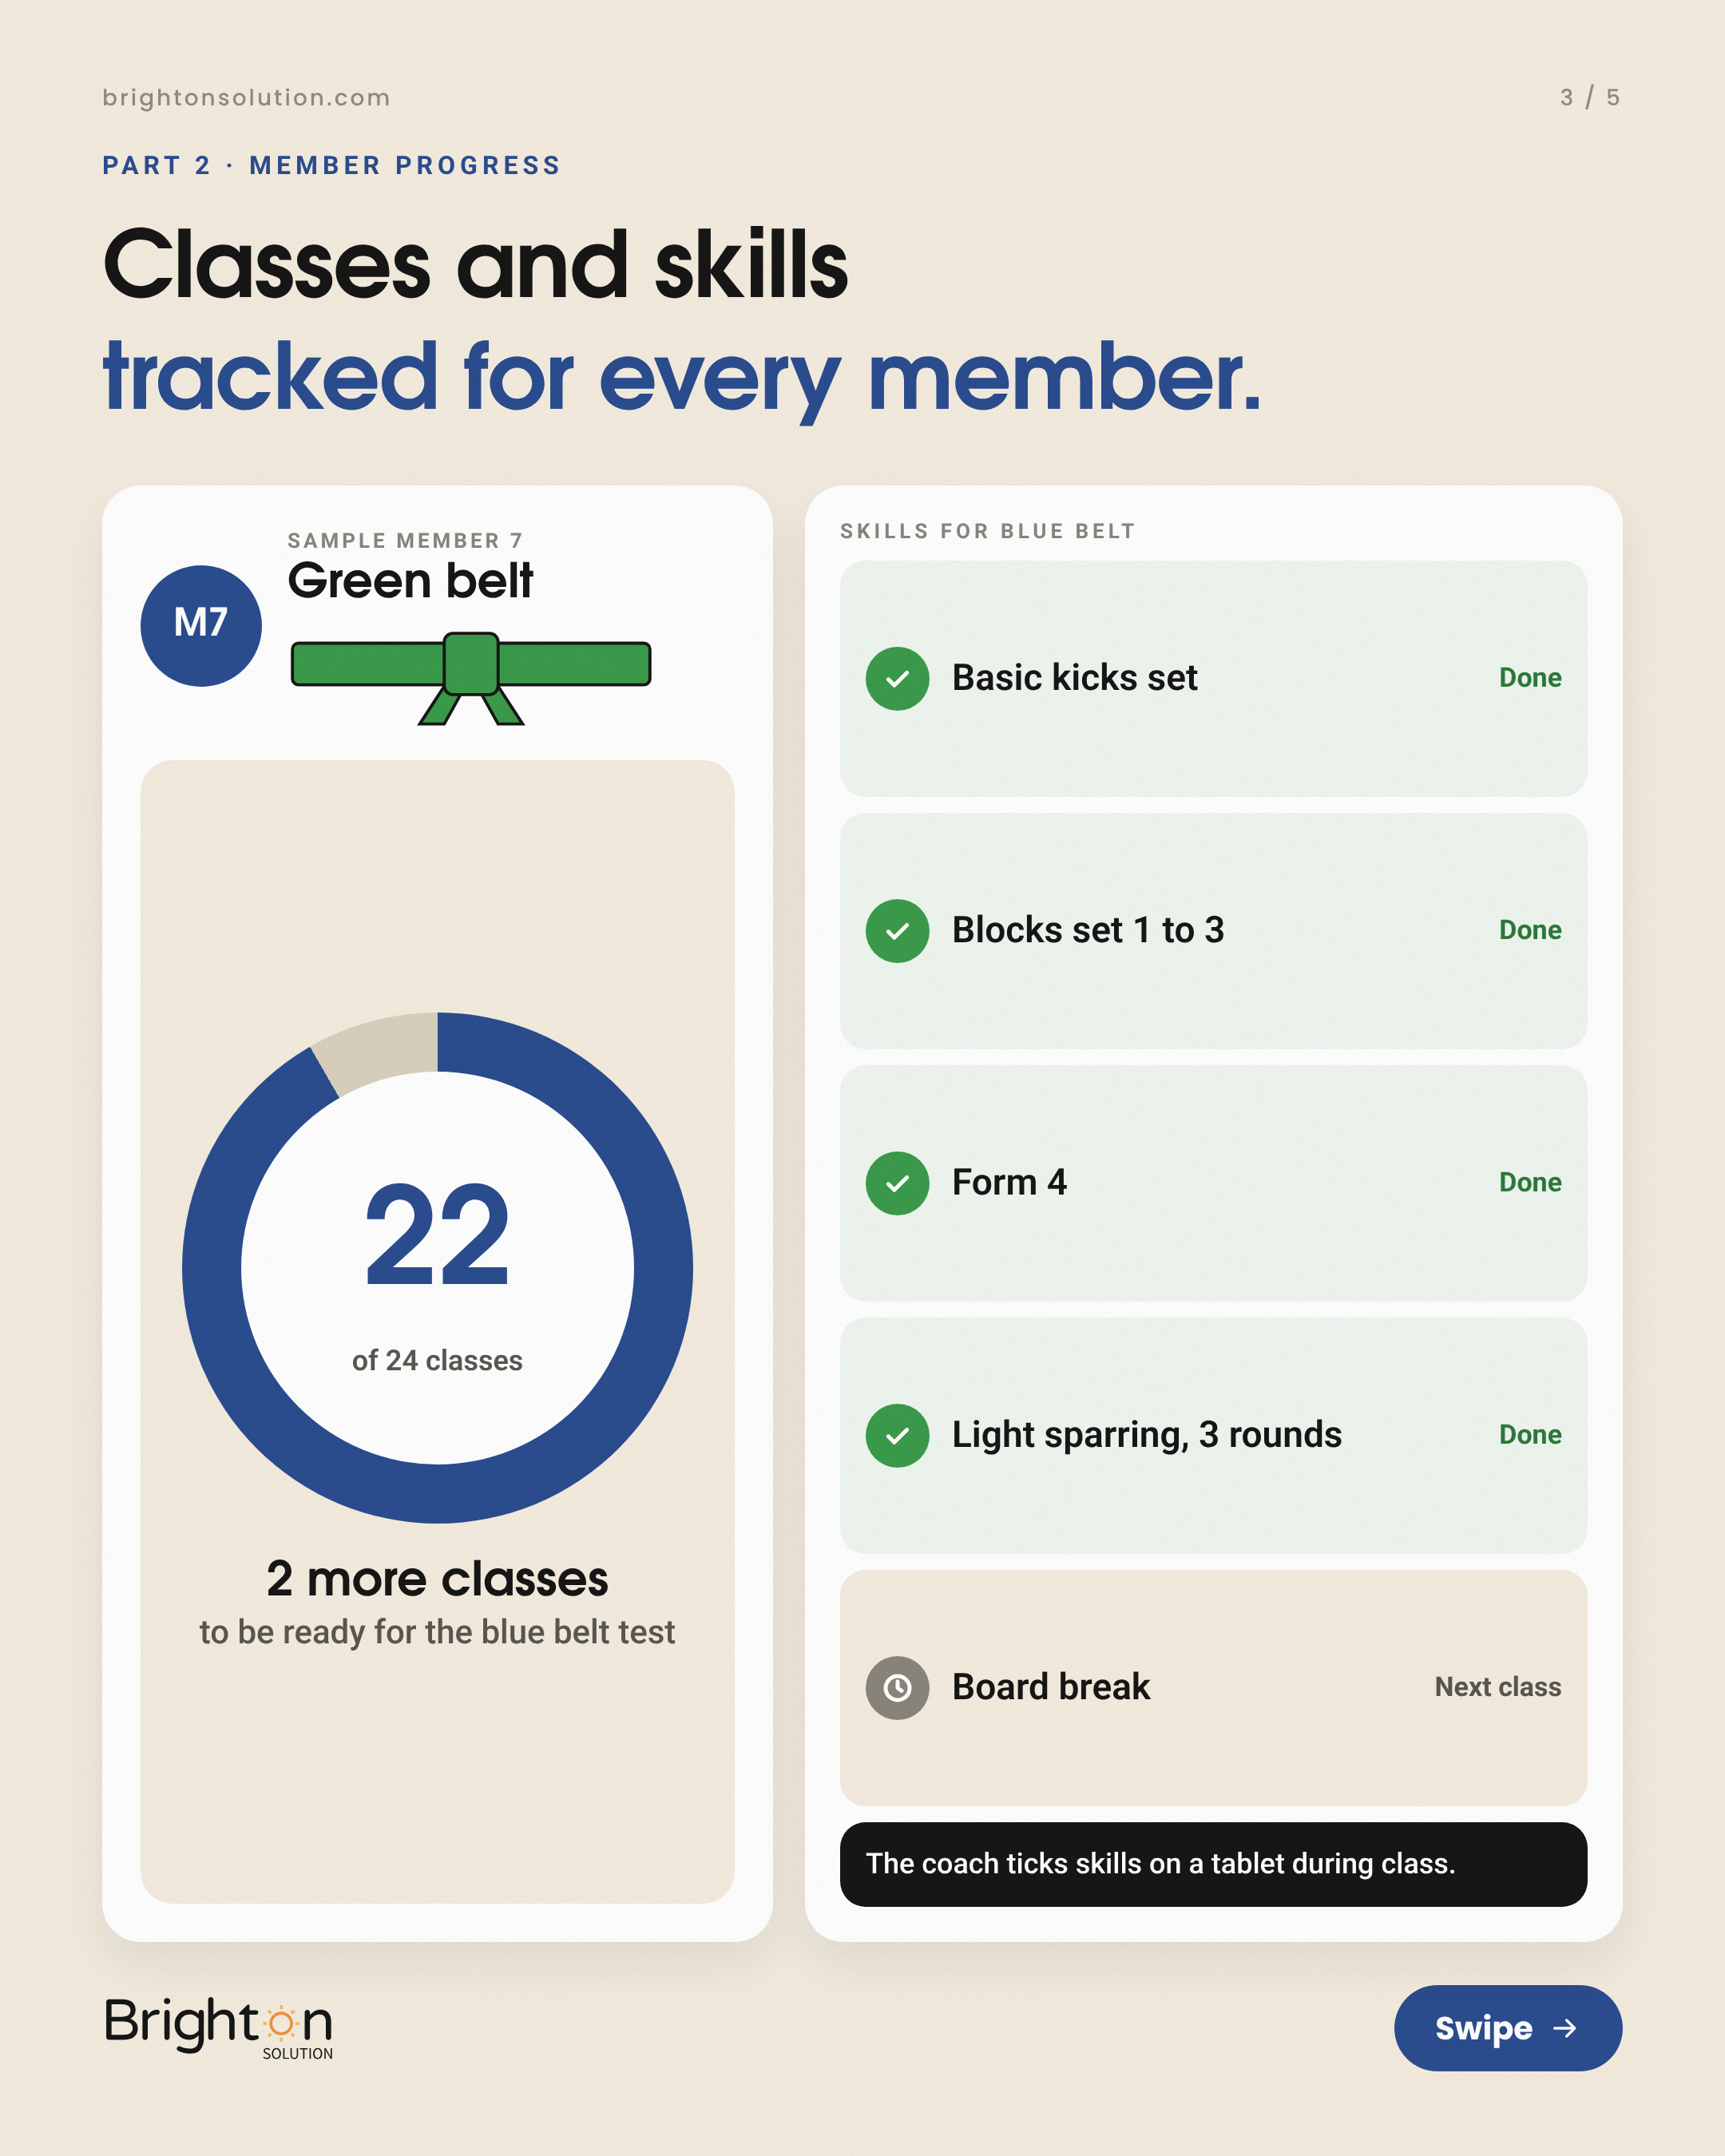 brightonsolution.com
3 / 5
PART 2 · MEMBER PROGRESS
Classes and skills
tracked for every member.
SAMPLE MEMBER 7
M7
Green belt
22
of 24 classes
2 more classes
to be ready for the blue belt test
SKILLS FOR BLUE BELT
Basic kicks set
Done
Blocks set 1 to 3
Done
Form 4
Done
Light sparring, 3 rounds
Done
Board break
Next class
The coach ticks skills on a tablet during class.
Brighton
SOLUTION
Swipe →